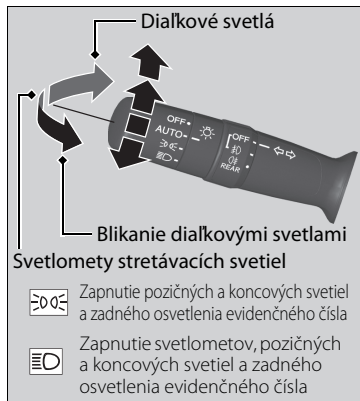 Diaľkové svetlá
OFF
AUTO
OFF
REAR
Blikanie diaľkovými svetlami
Svetlomety stretávacích svetiel
Zapnutie pozičných a koncových svetiel
a zadného osvetlenia evidenčného čísla
Zapnutie svetlometov, pozičných
a koncových svetiel a zadného
osvetlenia evidenčného čísla